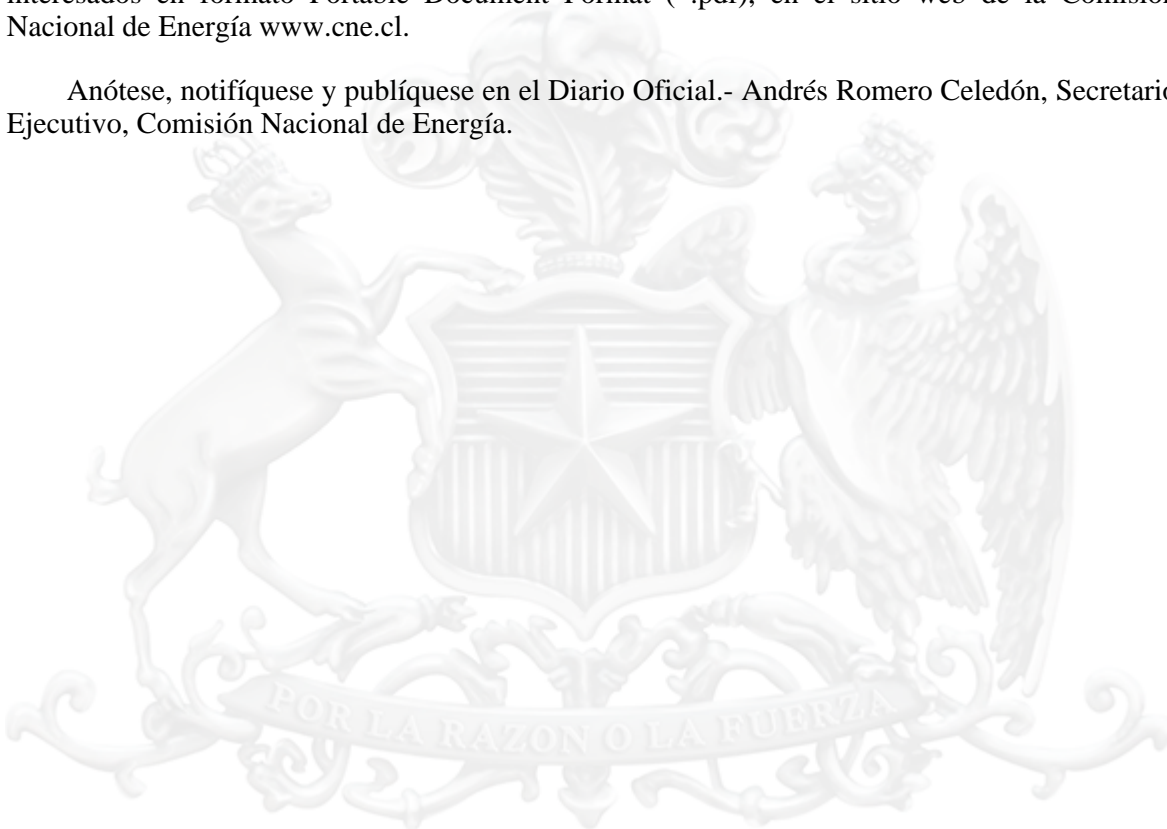 interesados en formato Portable Document Format (*.pdf), en el sitio web de la Comisión
Nacional de Energía www.cne.cl.
Anótese, notifíquese y publíquese en el Diario Oficial.- Andrés Romero Celedón, Secretario
Ejecutivo, Comisión Nacional de Energía.
POR LA RAZON O LA FUERZA